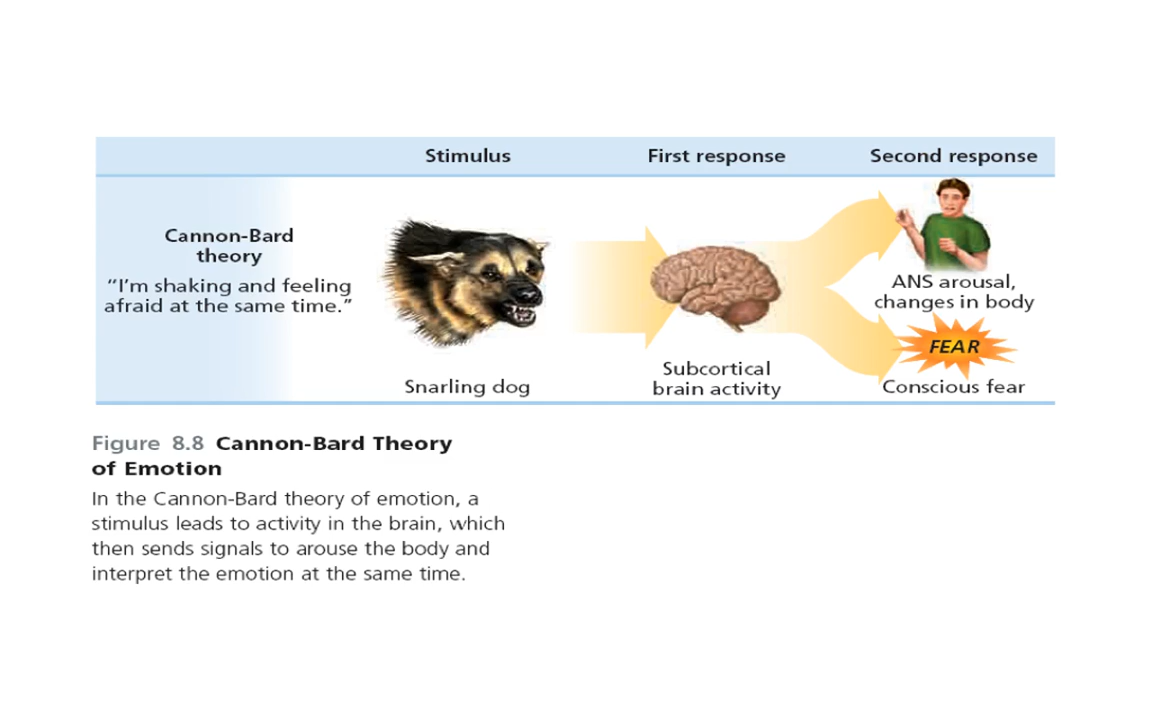 Stimulus
First response
Second response
Cannon-Bard
theory
“I’m shaking and feeling
afraid at the same time.”
Snarling dog
Subcortical
brain activity
ANS arousal,
changes in body
FEAR
Conscious fear
Figure 8.8 Cannon-Bard Theory
of Emotion
In the Cannon-Bard theory of emotion, a
stimulus leads to activity in the brain, which
then sends signals to arouse the body and
interpret the emotion at the same time.